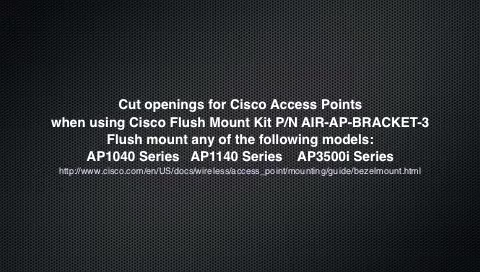 Cut openings for Cisco Access Points
when using Cisco Flush Mount Kit P/N AIR-AP-BRACKET-3
Flush mount any of the following models:
AP1040 Series AP1140 Series AP3500i Series
http://www.cisco.com/en/US/docs/wireless/access_point/mounting/guide/bezelmount.html